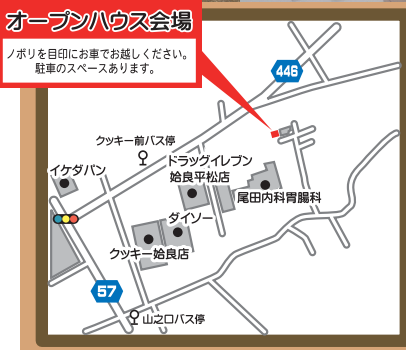 オープンハウス会場
ノボリを目印にお車でお越しください。
駐車のスペースあります。
446
クッキー前バス停
イケダパン
ドラッグイレブン
姶良平松店
尾田内科胃腸科
ダイソー
クッキー姶良店
57
山之口バス停